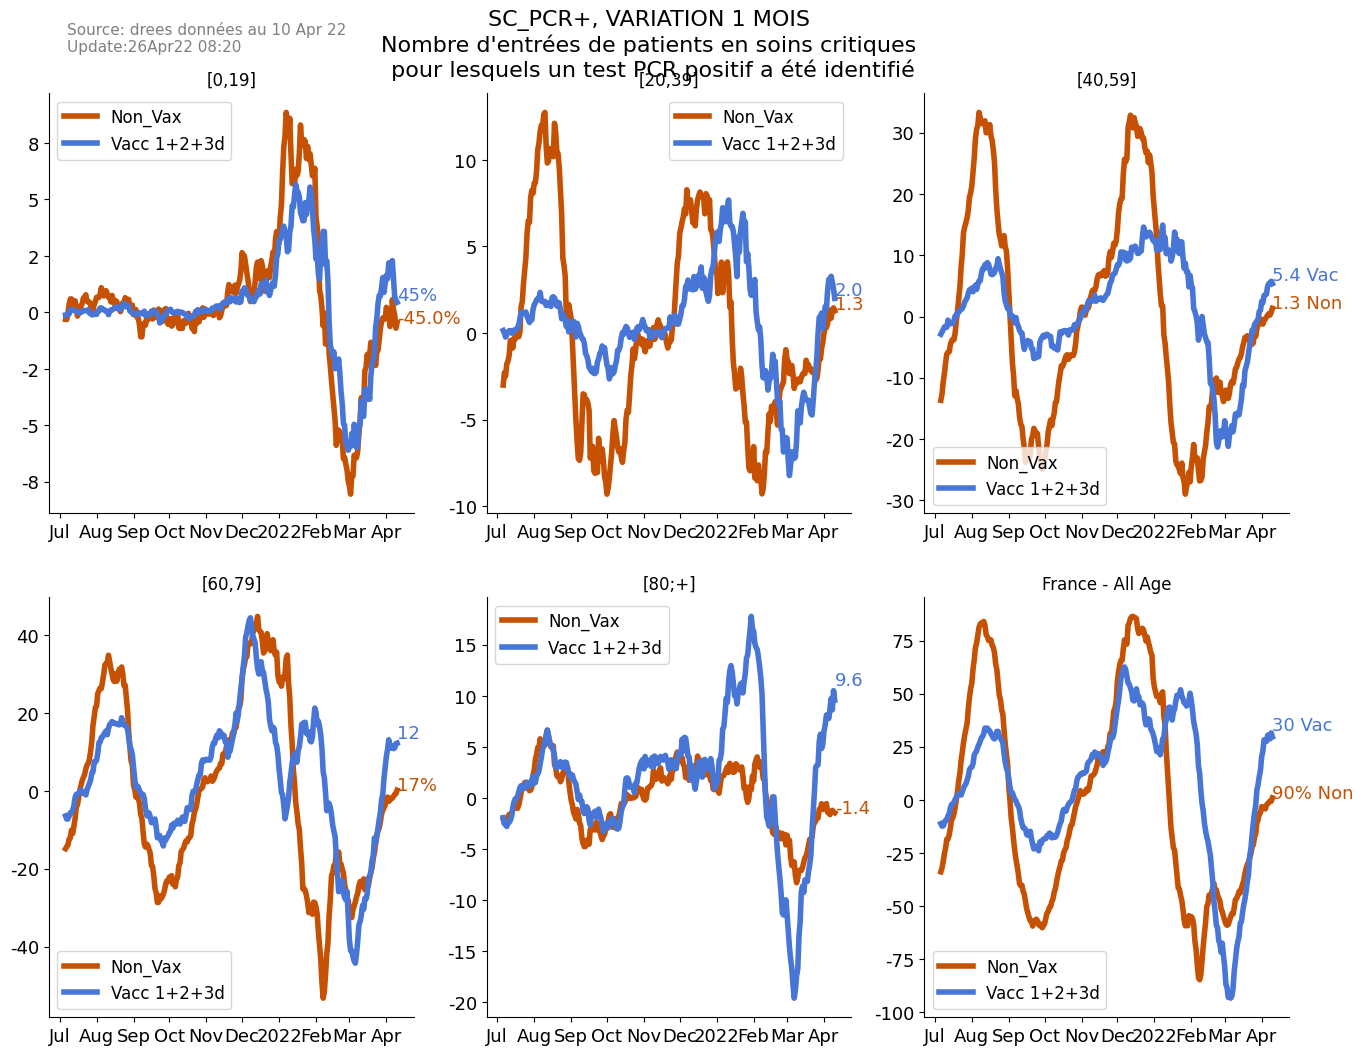 Source: drees données au 10 Apr 22
Update:26Apr22 08:20
SC_PCR+, VARIATION 1 MOIS
Nombre d'entrées de patients en soins critiques
pour lesquels un test PCR positif a été identifié
[0,19]
Non_Vax
Vacc 1+2+3d
8
5
2
0
-2
-5
-8
45%
-45.0%
Jul Aug Sep Oct Nov Dec 2022 Feb Mar Apr
[20,39]
Non_Vax
Vacc 1+2+3d
10
5
0
-5
-10
2.0
1.3
Jul Aug Sep Oct Nov Dec 2022 Feb Mar Apr
[40,59]
30
20
10
0
-10
-20
-30
5.4 Vac
1.3 Non
Non_Vax
Vacc 1+2+3d
Jul Aug Sep Oct Nov Dec 2022 Feb Mar Apr
[60,79]
40
20
0
-20
-40
12
17%
Non_Vax
Vacc 1+2+3d
Jul Aug Sep Oct Nov Dec 2022 Feb Mar Apr
[80;+]
Non_Vax
Vacc 1+2+3d
15
10
5
0
-5
-10
-15
-20
9.6
-1.4
Jul Aug Sep Oct Nov Dec 2022 Feb Mar Apr
France - All Age
75
50
25
0
-25
-50
-75
-100
30 Vac
90% Non
Non_Vax
Vacc 1+2+3d
Jul Aug Sep Oct Nov Dec 2022 Feb Mar Apr